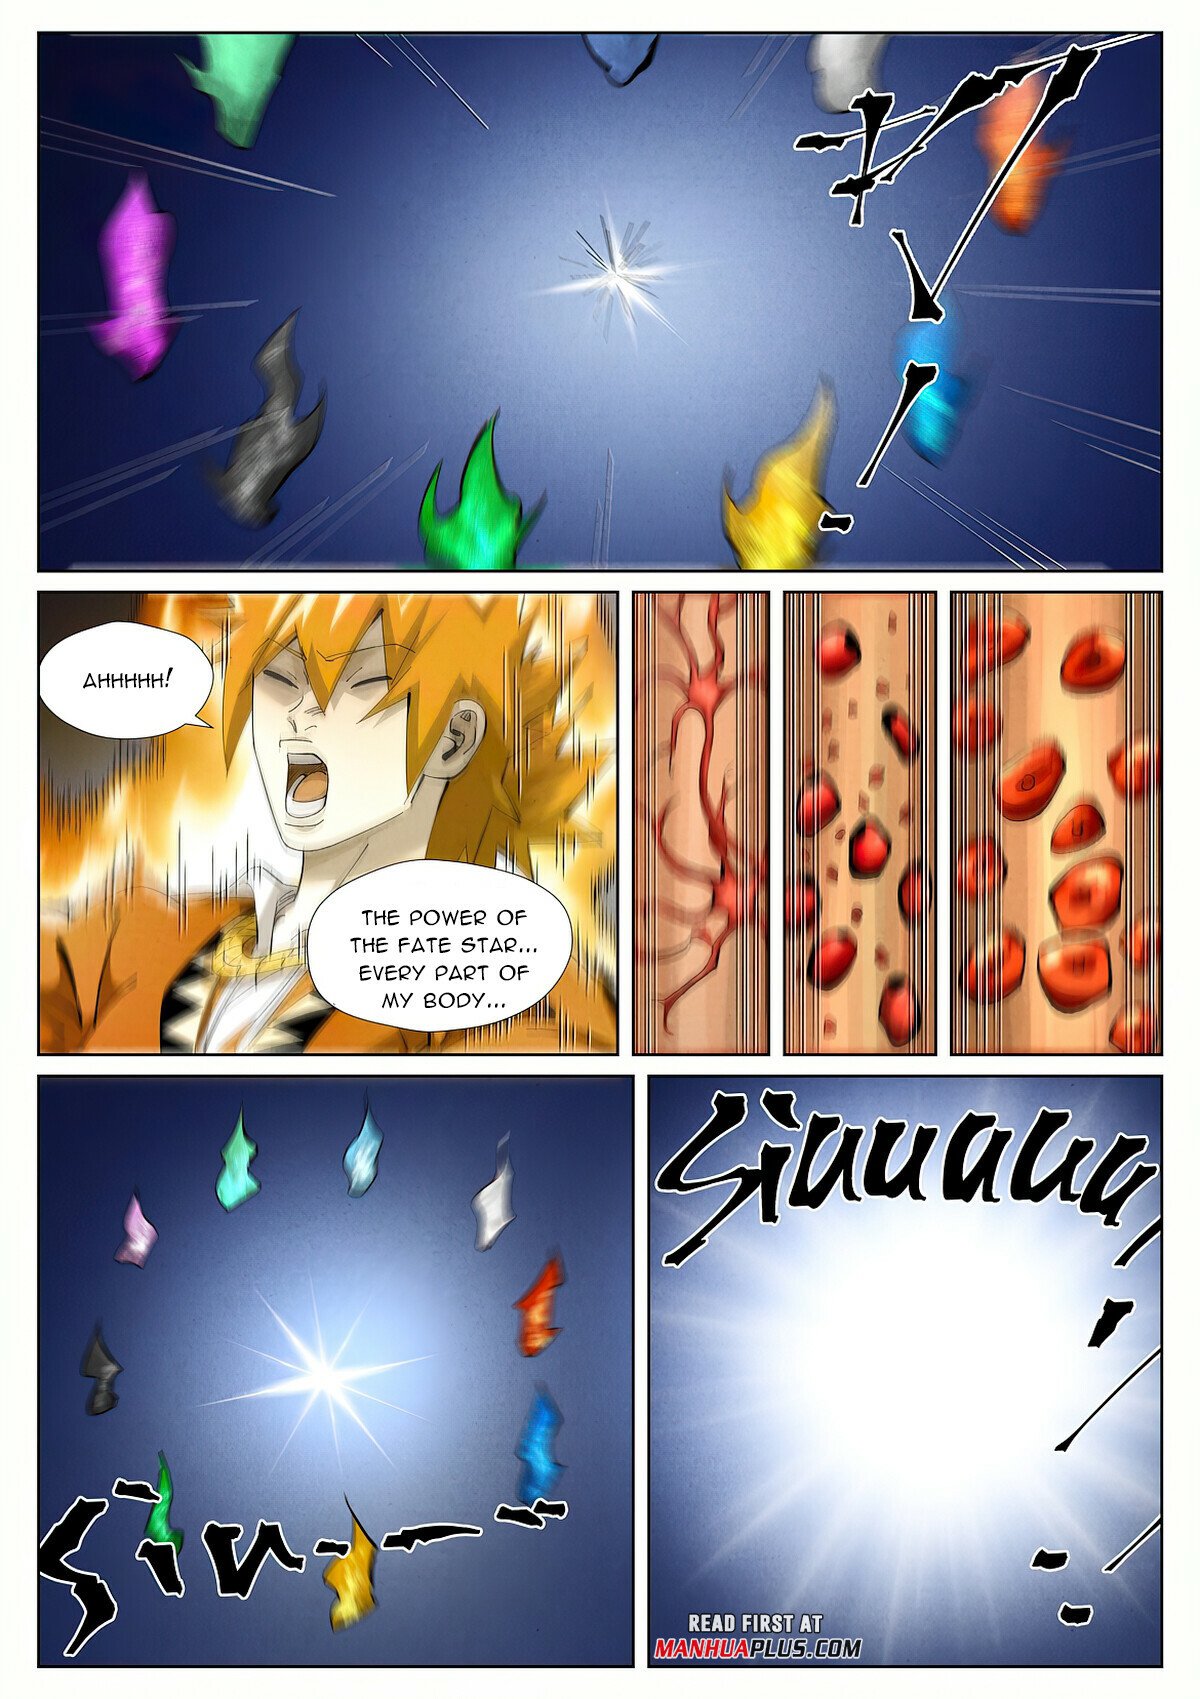 AHHHHH!
THE POWER OF
THE FATE STAR...
EVERY PART OF
MY BODY...
Siu
Siuuuuu
READ FIRST AT
MANHUAPLUS.COM